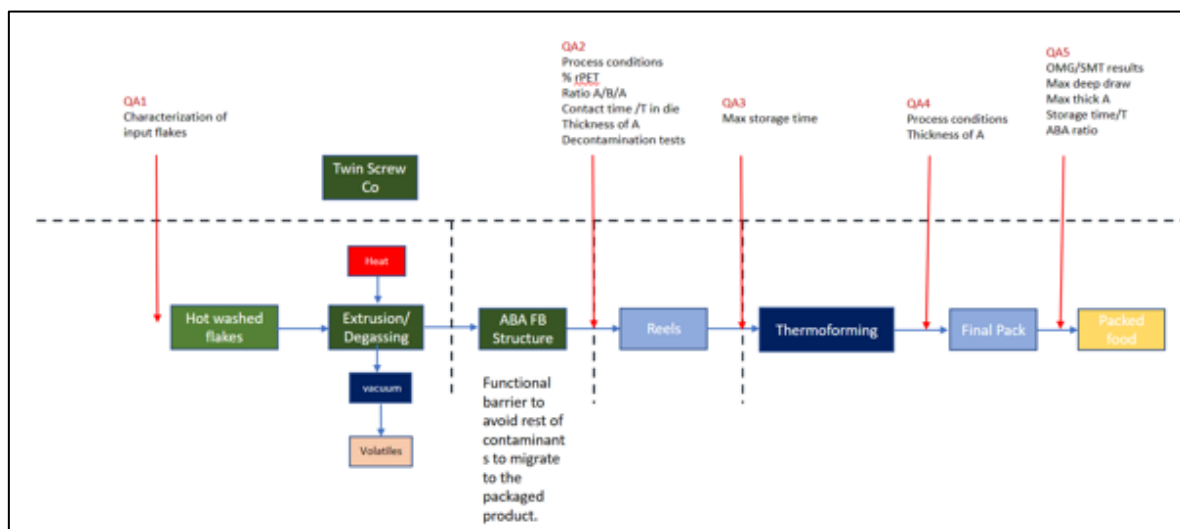 QA1
Characterization of
input flakes
QA2
Process conditions
% rPET
Ratio A/B/A
Contact time /T in die
Thickness of A
Decontamination tests
QA3
Max storage time
QA4
Process conditions
Thickness of A
QA5
OMG/SMT results
Max deep draw
Max thick A
Storage time/T
ABA ratio
Twin Screw
Co
Heat
Hot washed
flakes
Extrusion/
Degassing
ABA FB
Structure
Reels
Thermoforming
Final Pack
Packed
food
vacuum
Volatiles
Functional
barrier to
avoid rest of
contaminant
s to migrate
to the
packaged
product.